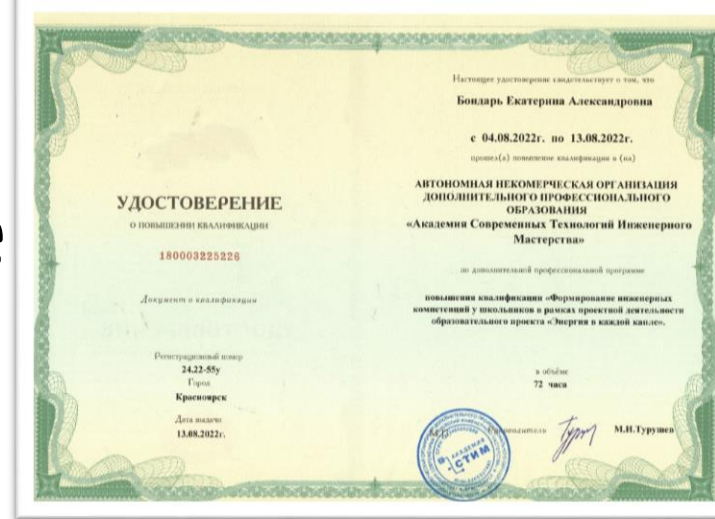 УДОСТОВЕРЕНИЕ
О ПОВЫШЕНИИ КВАЛИФИКАЦИИ
180003225226
Документ о квалификации
Регистрационный номер
24.22-55у
Город
Красноярск
Дата выдачи
13.08.2022г.
Настоящее удостоверение свидетельствует о том, что
Бондарь Екатерина Александровна
с 04.08.2022г. по 13.08.2022г.
прошел(а) повышение квалификации в (на)
АВТОНОМНАЯ НЕКОМЕРЧЕСКАЯ ОРГАНИЗАЦИЯ
ДОПОЛНИТЕЛЬНОГО ПРОФЕССИОНАЛЬНОГО
ОБРАЗОВАНИЯ
«Академия Современных Технологий Инженерного
Мастерства»
по дополнительной профессиональной программе
повышения квалификации «Формирование инженерных
компетенций у школьников в рамках проектной деятельности
образовательного проекта «Энергия в каждой капле».
в объёме
72 часа
М.П. Руководитель М.Н.Турушев
АКАДЕМИЯ
СТИМ